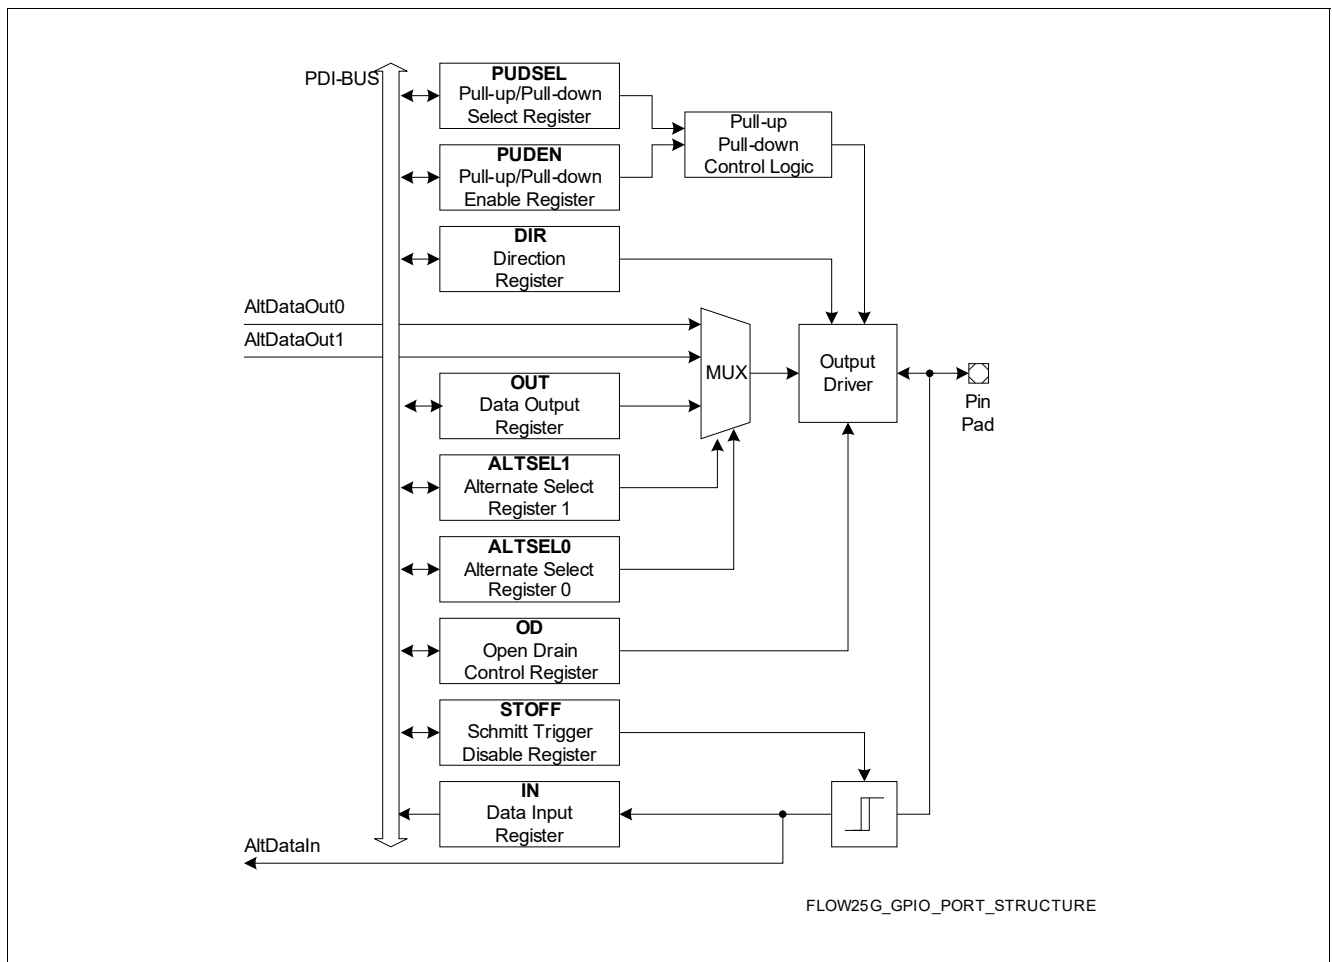 PDI-BUS
PUDSEL
Pull-up/Pull-down
Select Register
Pull-up
Pull-down
Control Logic
PUDEN
Pull-up/Pull-down
Enable Register
DIR
Direction
Register
AltDataOut0
AltDataOut1
MUX
Output
Driver
Pin
Pad
OUT
Data Output
Register
ALTSEL1
Alternate Select
Register 1
ALTSEL0
Alternate Select
Register 0
OD
Open Drain
Control Register
STOFF
Schmitt Trigger
Disable Register
IN
Data Input
Register
AltDataIn
FLOW25G_GPIO_PORT_STRUCTURE